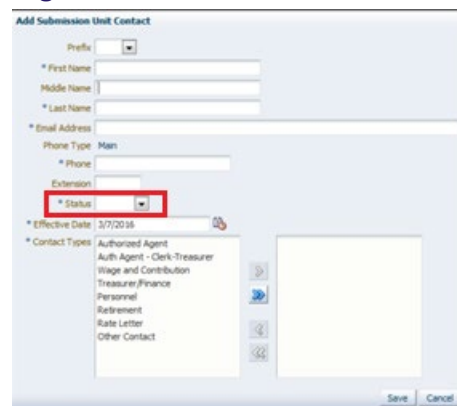 Add Submission Unit Contact
Prefix
* First Name
Middle Name
* Last Name
* Email Address
Phone Type Main
* Phone
Extension
* Status
* Effective Date 3/7/2016
* Contact Types
Authorized Agent
Auth Agent - Clerk-Treasurer
Wage and Contribution
Treasurer/Finance
Personnel
Retirement
Rate Letter
Other Contact
Save Cancel